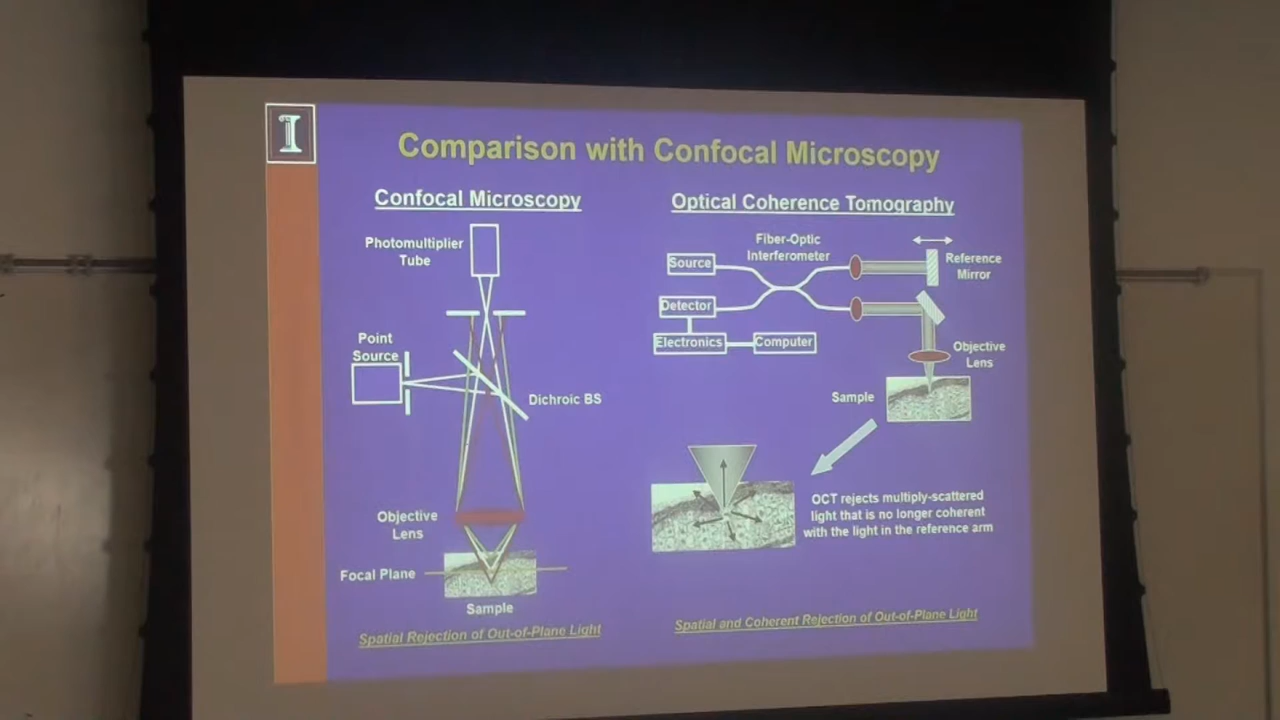 I
Comparison with Confocal Microscopy
Confocal Microscopy
Photomultiplier
Tube
Point
Source
Dichroic BS
Objective
Lens
Focal Plane
Sample
Spatial Rejection of Out-of-Plane Light
Optical Coherence Tomography
Fiber-Optic
Interferometer
Source
Reference
Mirror
Detector
Electronics
Computer
Objective
Lens
Sample
OCT rejects multiply-scattered
light that is no longer coherent
with the light in the reference arm
Spatial and Coherent Rejection of Out-of-Plane Light